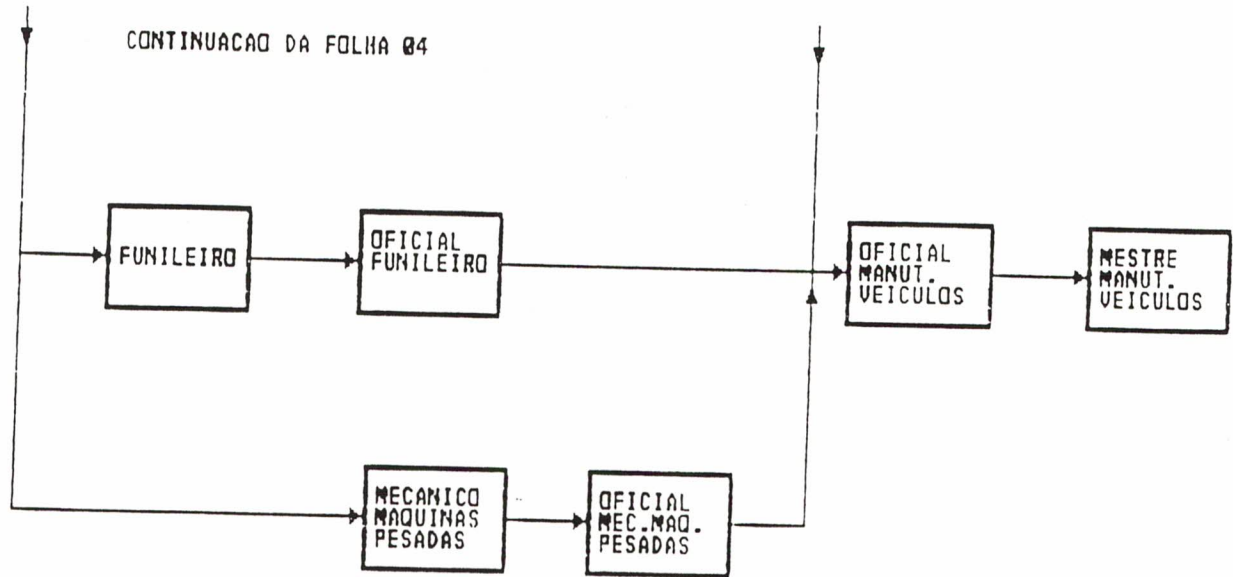 CONTINUACAO DA FOLHA 04
FUNILEIRO
OFICIAL
FUNILEIRO
OFICIAL
MANUT.
VEICULOS
MESTRE
MANUT.
VEICULOS
MECANICO
MAQUINAS
PESADAS
OFICIAL
MEC.MAQ.
PESADAS